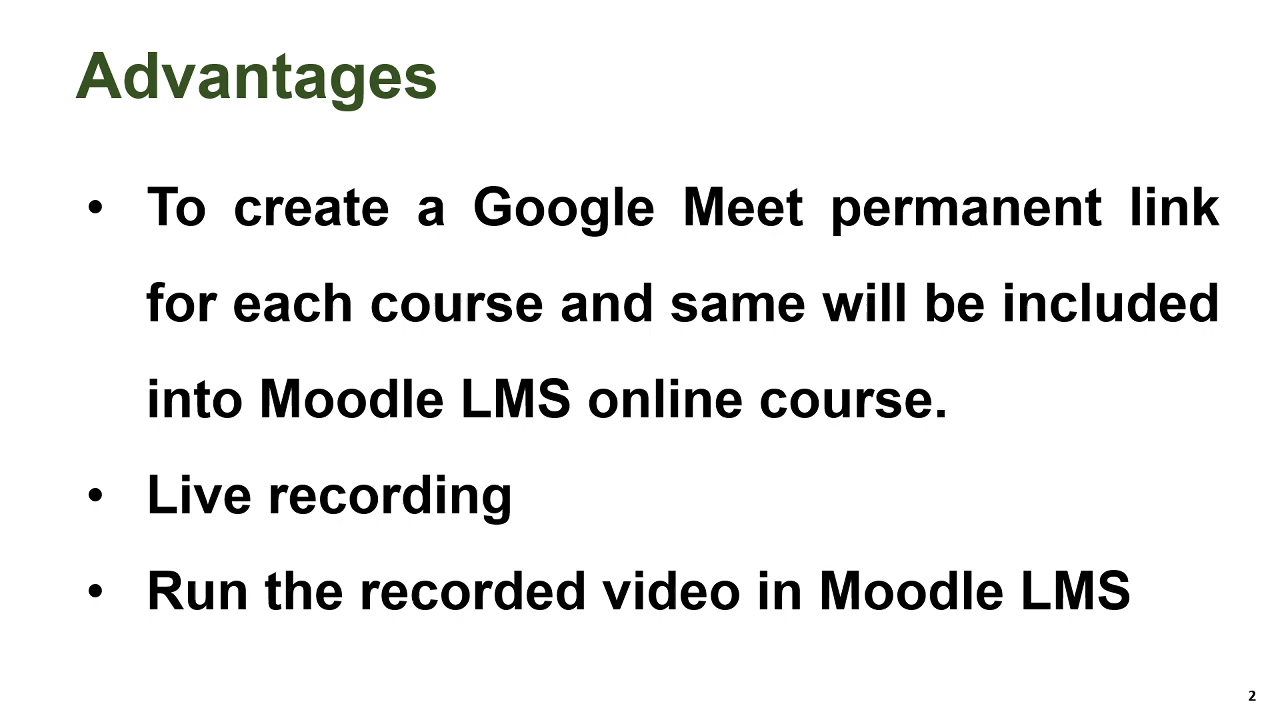 Advantages
• To create a Google Meet permanent link
for each course and same will be included
into Moodle LMS online course.
• Live recording
• Run the recorded video in Moodle LMS
2